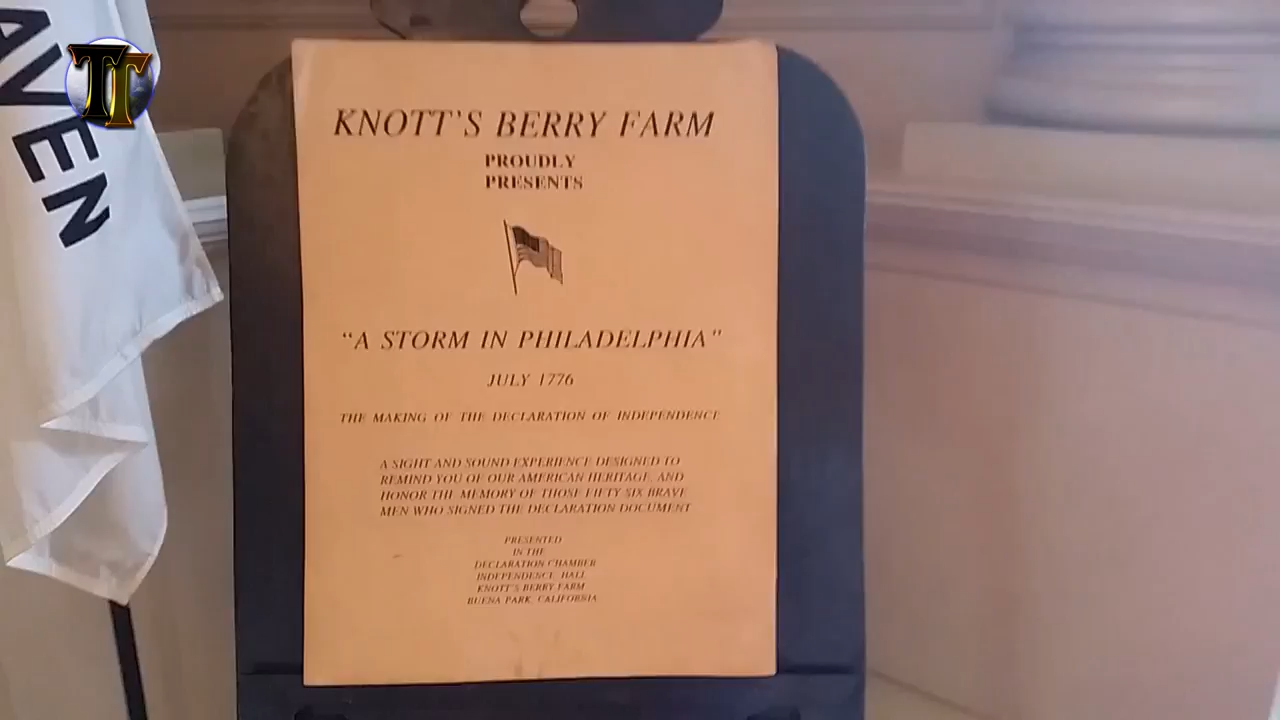 AVEN
TT
KNOTT'S BERRY FARM
PROUDLY
PRESENTS
"A STORM IN PHILADELPHIA"
JULY 1776
THE MAKING OF THE DECLARATION OF INDEPENDENCE
A SIGHT AND SOUND EXPERIENCE DESIGNED TO
REMIND YOU OF OUR AMERICAN HERITAGE, AND
HONOR THE MEMORY OF THOSE FIFTY-SIX BRAVE
MEN WHO SIGNED THE DECLARATION DOCUMENT
PRESENTED
IN THE
DECLARATION CHAMBER
INDEPENDENCE HALL
KNOTT'S BERRY FARM
BUENA PARK, CALIFORNIA